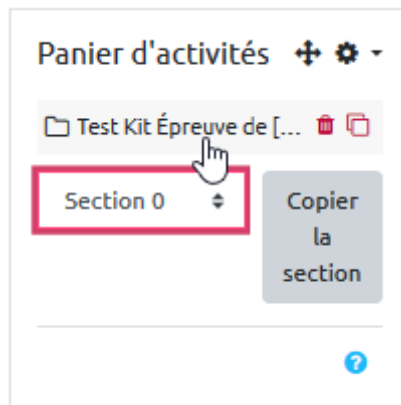 Panier d'activités
Test Kit Épreuve de [...
Section 0
Copier
la
section
?